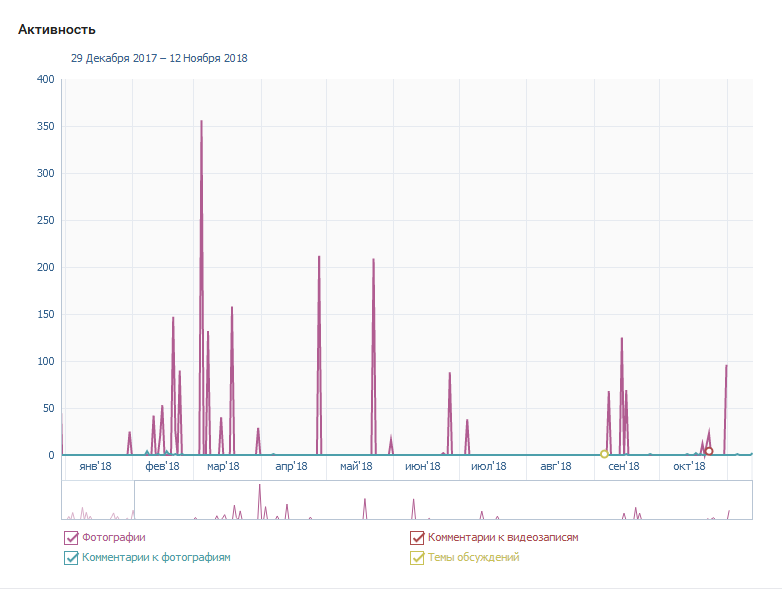 Активность
29 Декабря 2017 – 12 Ноября 2018
400
350
300
250
200
150
100
50
0
янв'18 фев'18 мар'18 апр'18 май'18 июн'18 июл'18 авг'18 сен'18 окт'18
Фотографии Комментарии к видеозаписям
Комментарии к фотографиям Темы обсуждений